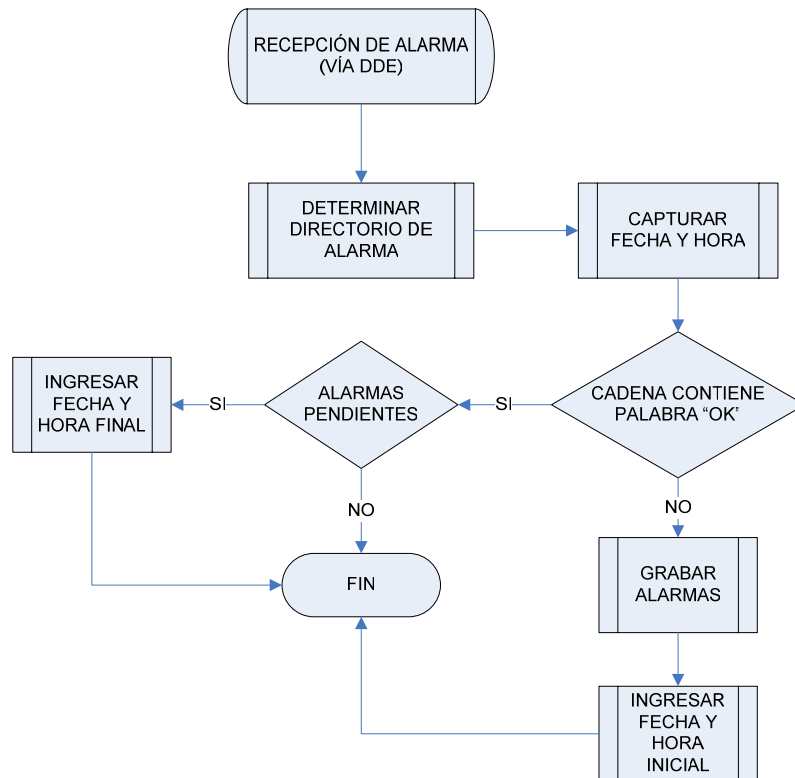 RECEPCIÓN DE ALARMA
(VÍA DDE)
DETERMINAR
DIRECTORIO DE
ALARMA
CAPTURAR
FECHA Y HORA
CADENA CONTIENE
PALABRA “OK”
SI
ALARMAS
PENDIENTES
SI
INGRESAR
FECHA Y
HORA FINAL
NO
FIN
NO
GRABAR
ALARMAS
INGRESAR
FECHA Y
HORA
INICIAL